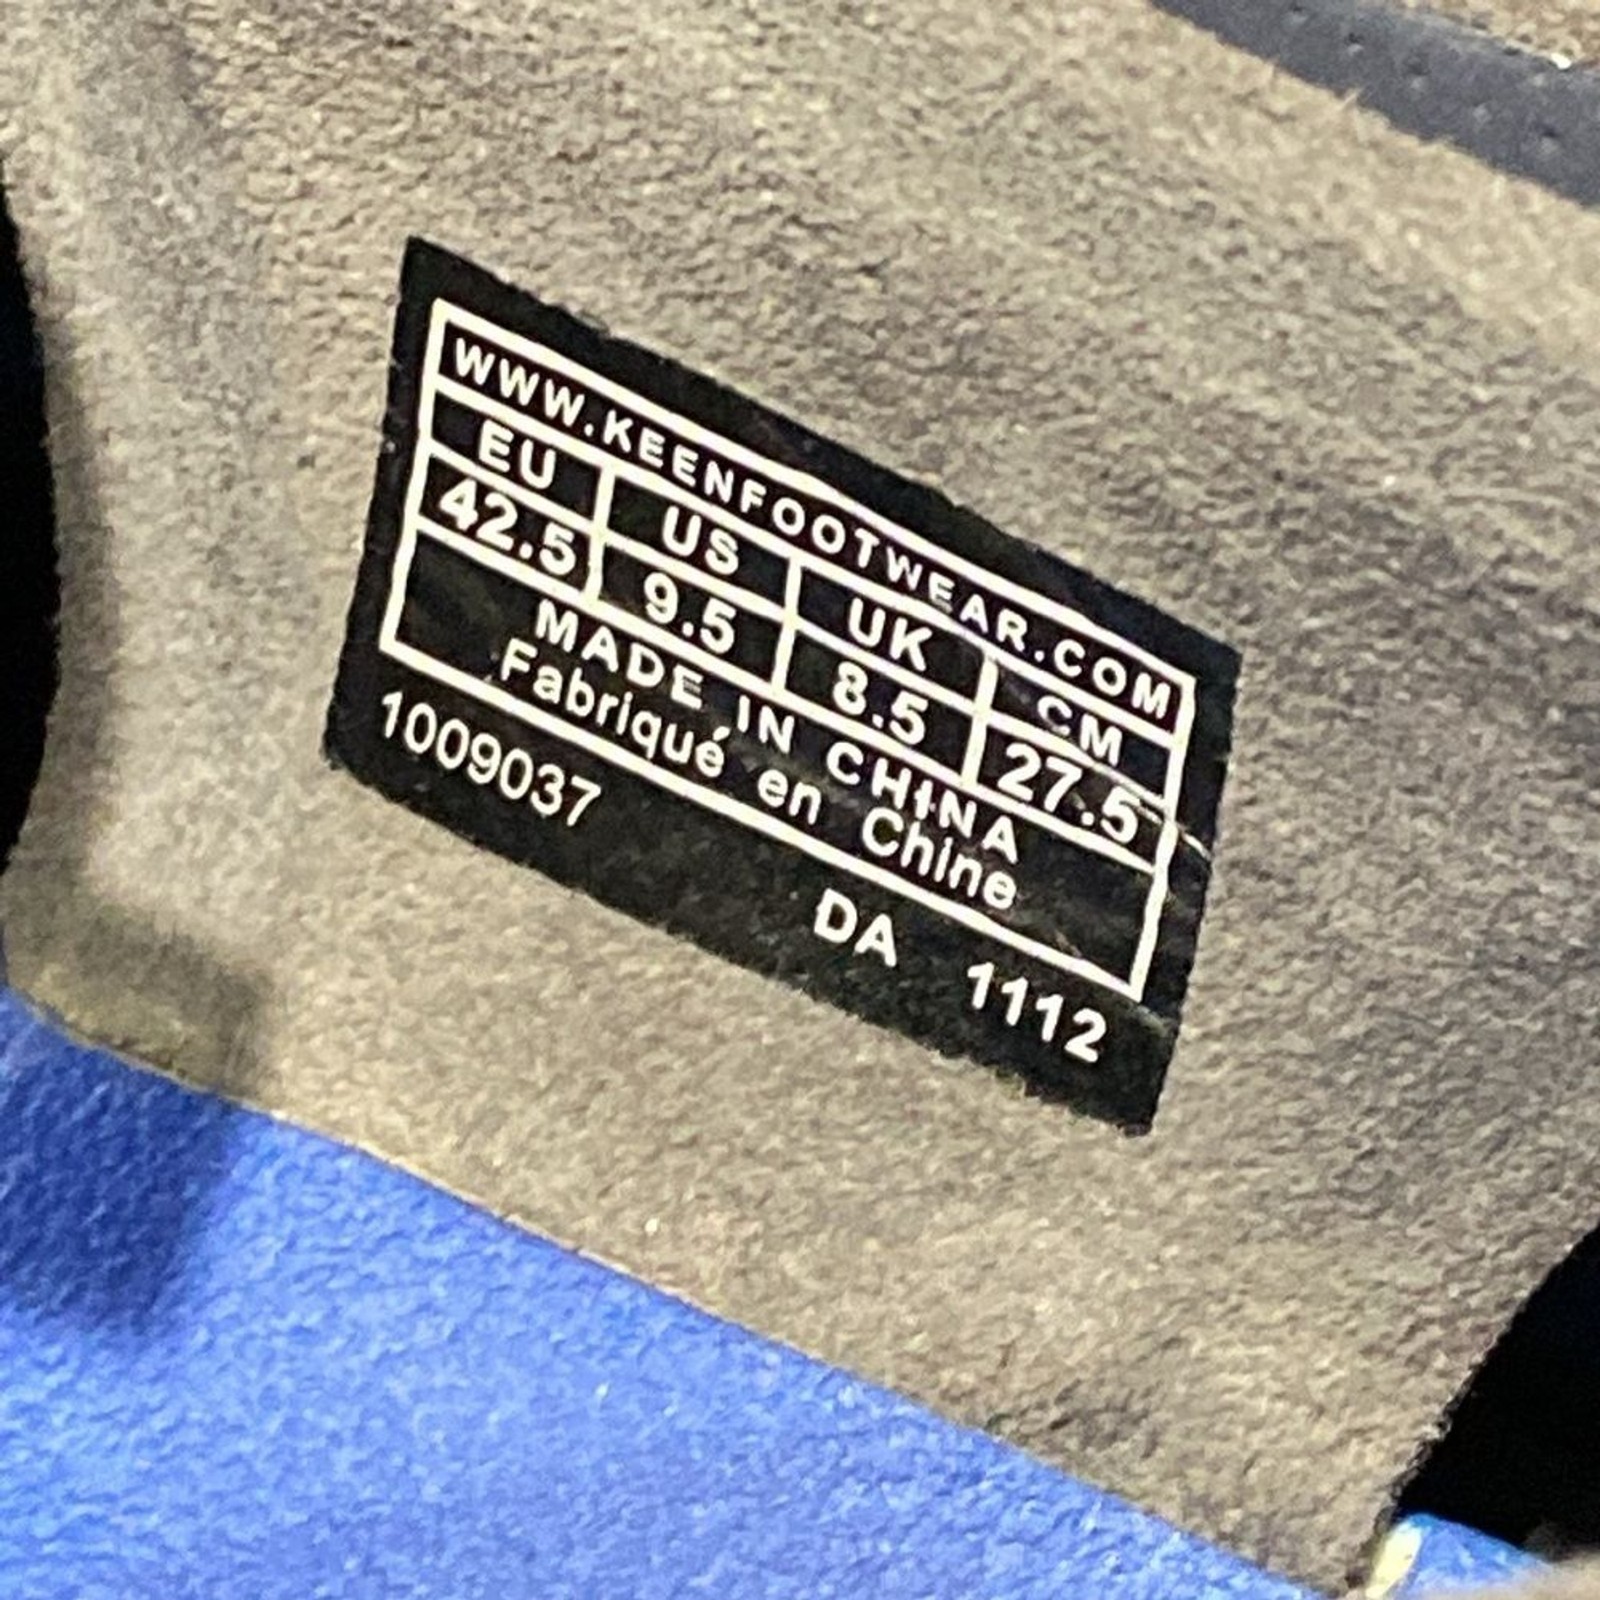 WWW.KEENFOOTWEAR.COM
EU US UK CM
42.5 9.5 8.5 27.5
MADE IN CHINA
Fabriqué en Chine
1009037 DA 1112